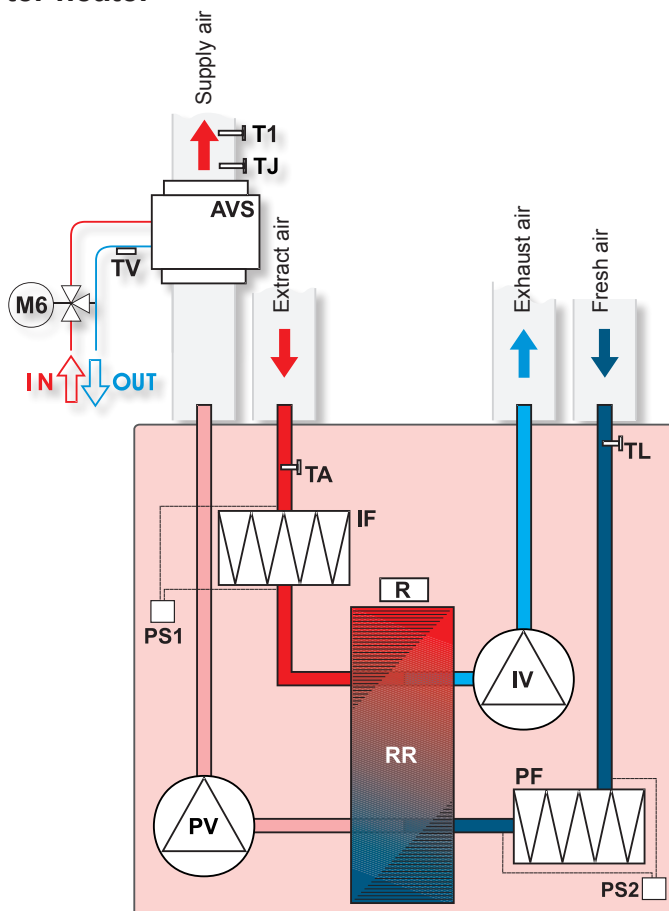 Supply air
T1
TJ
AVS
Extract air
Exhaust air
Fresh air
TV
M6
IN
OUT
TL
TA
IF
R
PS1
IV
RR
PF
PV
PS2